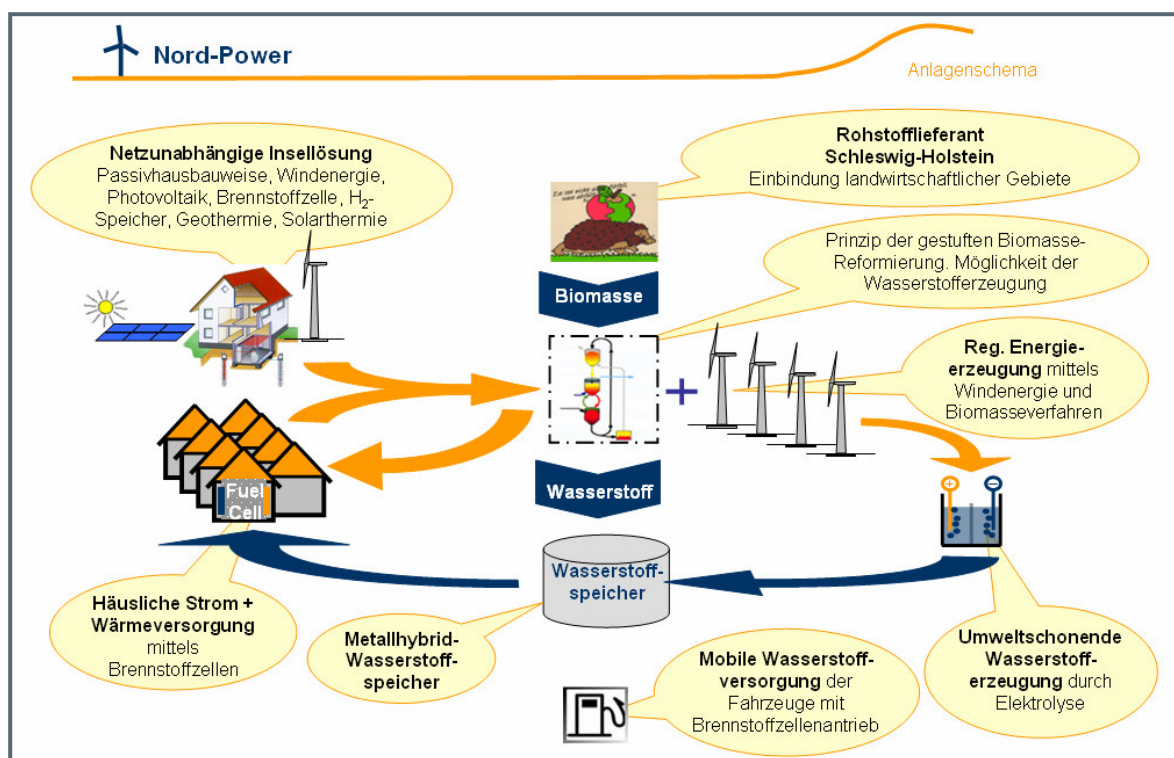 Nord-Power
Anlagenschema
Netzunabhängige Insellösung
Passivhausbauweise, Windenergie,
Photovoltaik, Brennstoffzelle, H₂-
Speicher, Geothermie, Solarthermie
Rohstofflieferant
Schleswig-Holstein
Einbindung landwirtschaftlicher Gebiete
Prinzip der gestuften Biomasse-
Reformierung. Möglichkeit der
Wasserstofferzeugung
Biomasse
+
Reg. Energie-
erzeugung mittels
Windenergie und
Biomasseverfahren
Fuel
Cell
Wasserstoff
+
-
Wasserstoff-
speicher
Häusliche Strom +
Wärmeversorgung
mittels
Brennstoffzellen
Metallhybrid-
Wasserstoff-
speicher
Mobile Wasserstoff-
versorgung der
Fahrzeuge mit
Brennstoffzellenantrieb
Umweltschonende
Wasserstoff-
erzeugung durch
Elektrolyse